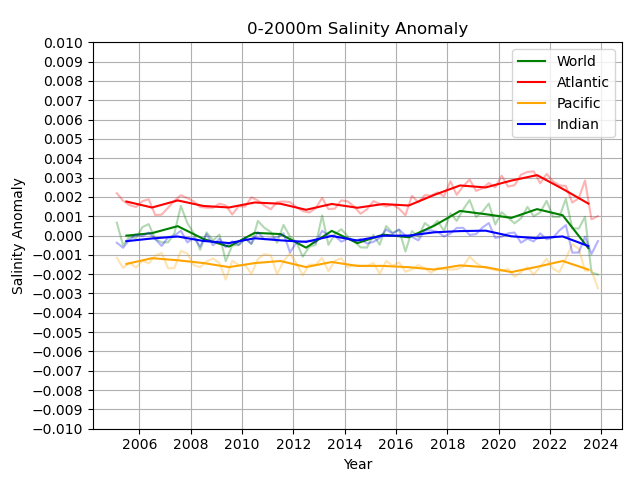 0-2000m Salinity Anomaly
0.010
0.009
0.008
0.007
0.006
0.005
0.004
0.003
0.002
0.001
0.000
−0.001
−0.002
−0.003
−0.004
−0.005
−0.006
−0.007
−0.008
−0.009
−0.010
Salinity Anomaly
World
Atlantic
Pacific
Indian
2006 2008 2010 2012 2014 2016 2018 2020 2022 2024
Year